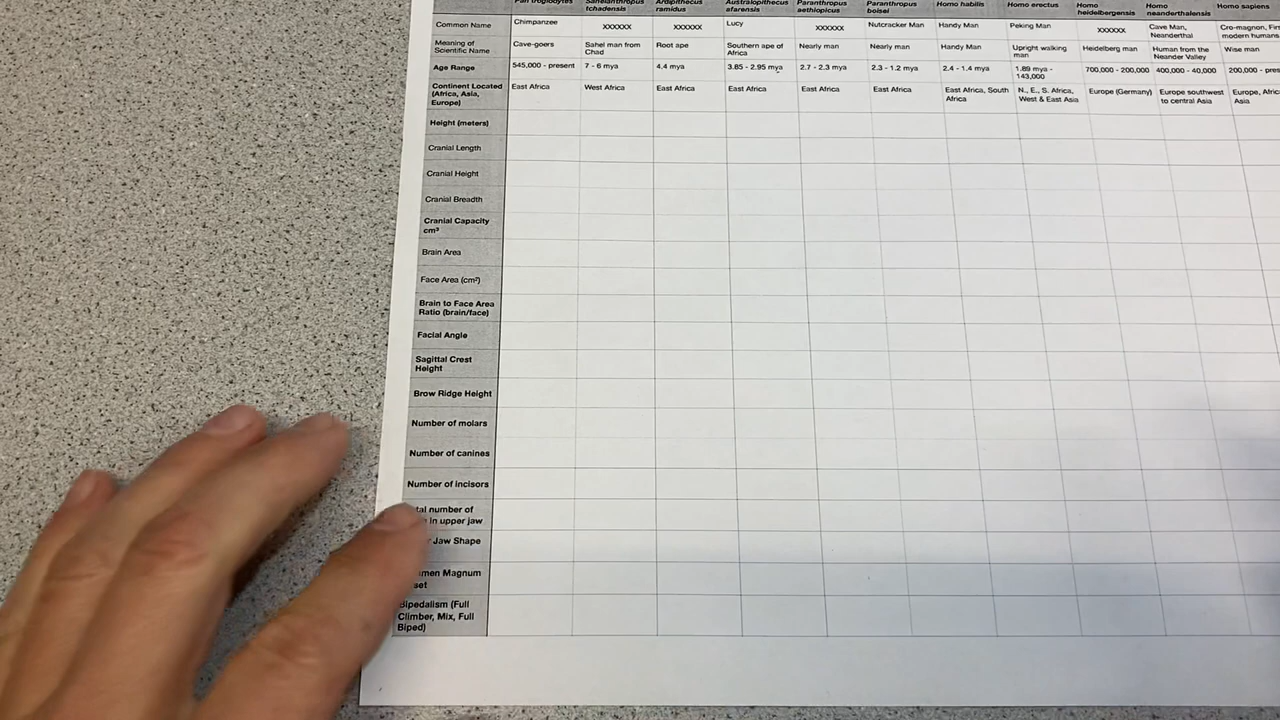 Pan troglodytes Sahelanthropus tchadensis Ardipithecus ramidus Australopithecus afarensis Paranthropus aethiopicus Paranthropus boisei Homo habilis Homo erectus Homo heidelbergensis Homo neanderthalensis Homo sapiens
Common Name Chimpanzee XXXXXX XXXXXX Lucy XXXXXX Nutcracker Man Handy Man Peking Man XXXXXX Cave Man, Neanderthal Cro-magnon, modern humans
Meaning of Scientific Name Cave-goers Sahel man from Chad Root ape Southern ape of Africa Nearly man Nearly man Handy Man Upright walking man Heidelberg man Human from the Neander Valley Wise man
Age Range 545,000 - present 7 - 6 mya 4.4 mya 3.85 - 2.95 mya 2.7 - 2.3 mya 2.3 - 1.2 mya 2.4 - 1.4 mya 1.89 mya - 143,000 700,000 - 200,000 400,000 - 40,000 200,000 - pres
Continent Located (Africa, Asia, Europe) East Africa West Africa East Africa East Africa East Africa East Africa East Africa, South Africa N., E., S. Africa, West & East Asia Europe (Germany) Europe southwest to central Asia Europe, Afric Asia
Height (meters)
Cranial Length
Cranial Height
Cranial Breadth
Cranial Capacity
cm³
Brain Area
Face Area (cm²)
Brain to Face Area
Ratio (brain/face)
Facial Angle
Sagittal Crest
Height
Brow Ridge Height
Number of molars
Number of canines
Number of incisors
tal number of
in upper jaw
Jaw Shape
men Magnum
set
Bipedalism (Full
Climber, Mix, Full
Biped)